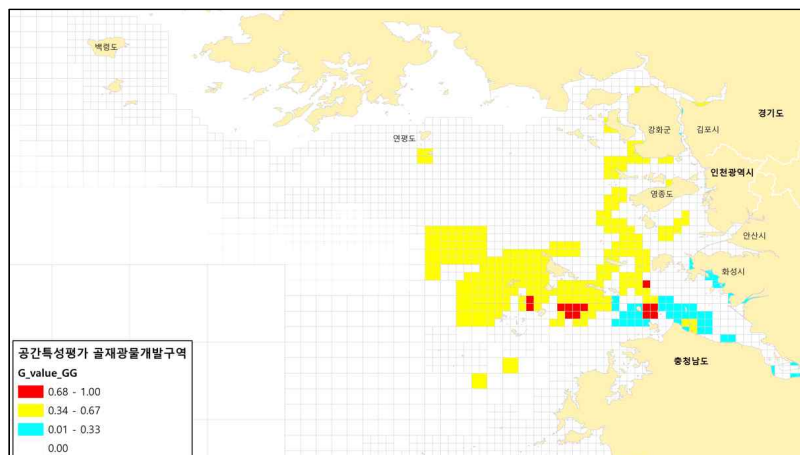 백령도
연평도
강화군
김포시
경기도
인천광역시
영종도
안산시
화성시
충청남도
공간특성평가 골재광물개발구역
G_value_GG
0.68 - 1.00
0.34 - 0.67
0.01 - 0.33
0.00